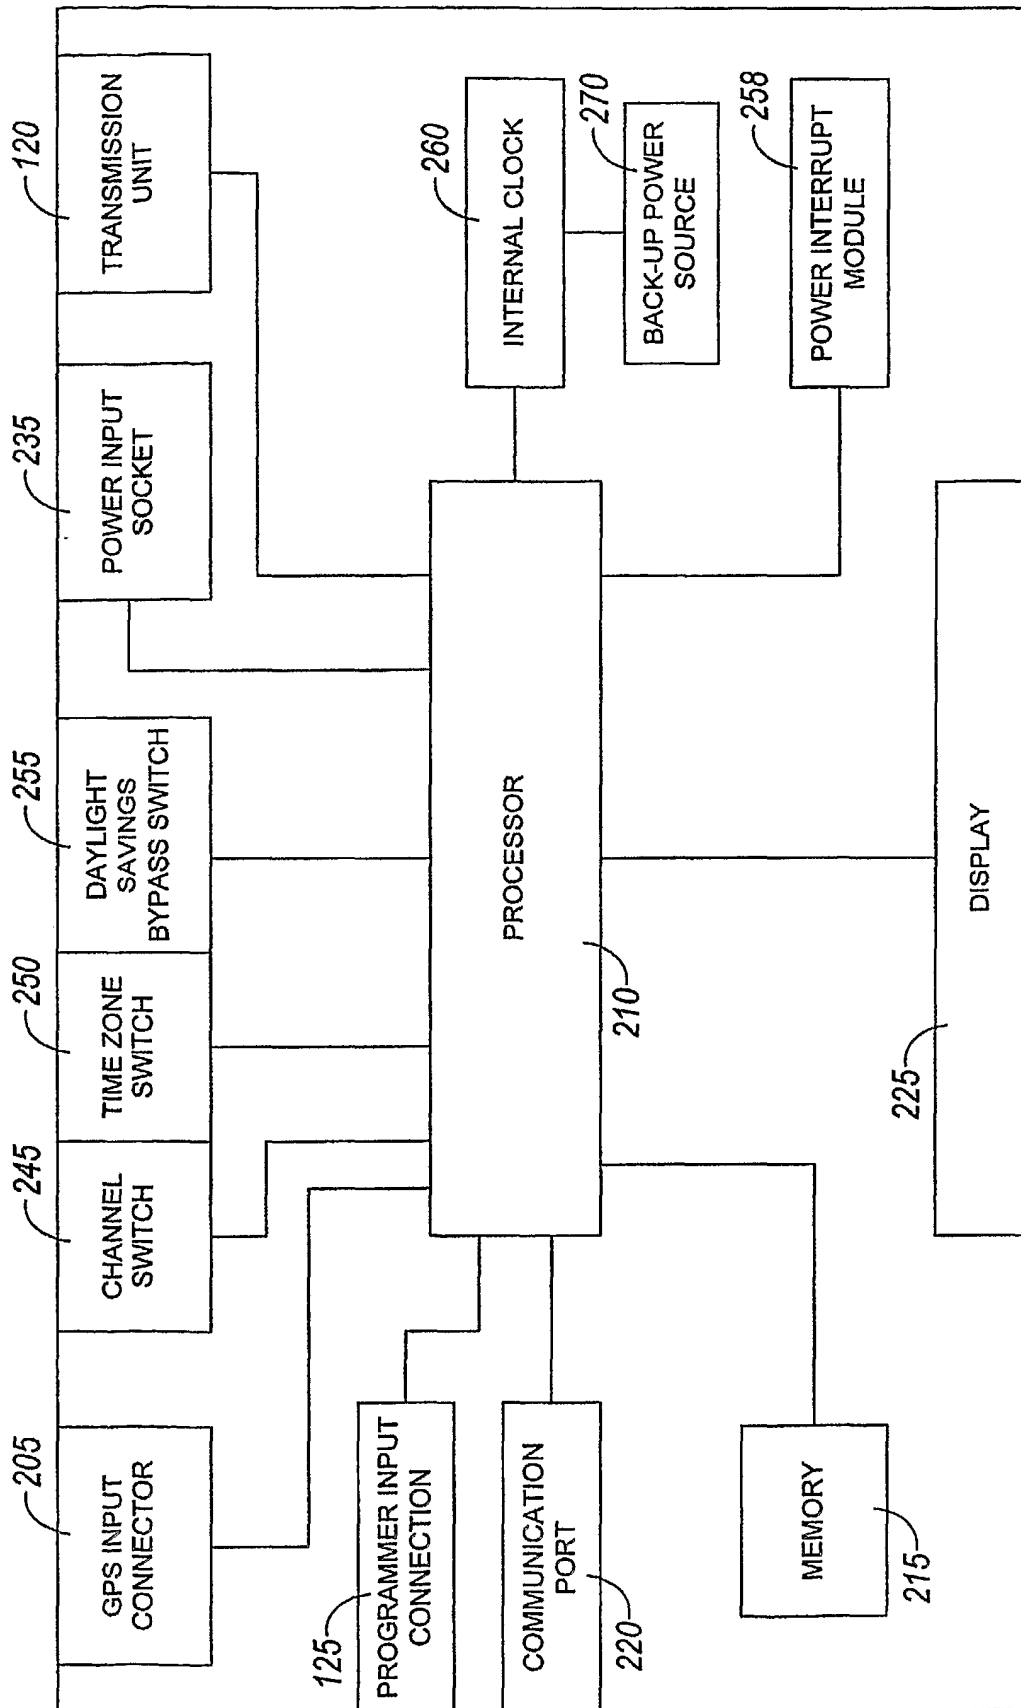 205
GPS INPUT
CONNECTOR
245
CHANNEL
SWITCH
250
TIME ZONE
SWITCH
255
DAYLIGHT
SAVINGS
BYPASS SWITCH
235
POWER INPUT
SOCKET
120
TRANSMISSION
UNIT
125
PROGRAMMER INPUT
CONNECTION
COMMUNICATION
PORT
220
PROCESSOR
210
260
INTERNAL CLOCK
270
BACK-UP POWER
SOURCE
258
POWER INTERRUPT
MODULE
MEMORY
215
225
DISPLAY